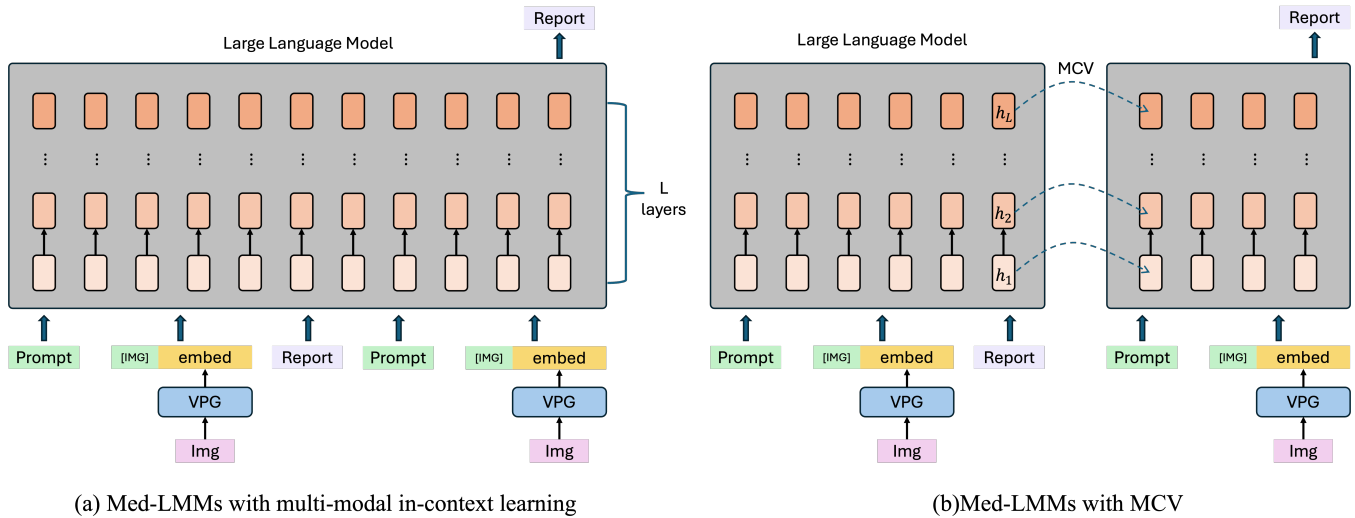 Report
Large Language Model
L
layers
Prompt
[IMG] embed
Report
Prompt
[IMG] embed
VPG
VPG
Img
Img
(a) Med-LMMs with multi-modal in-context learning
Report
Large Language Model
MCV
h_L
h_2
h_1
Prompt
[IMG] embed
Report
Prompt
[IMG] embed
VPG
VPG
Img
Img
(b)Med-LMMs with MCV